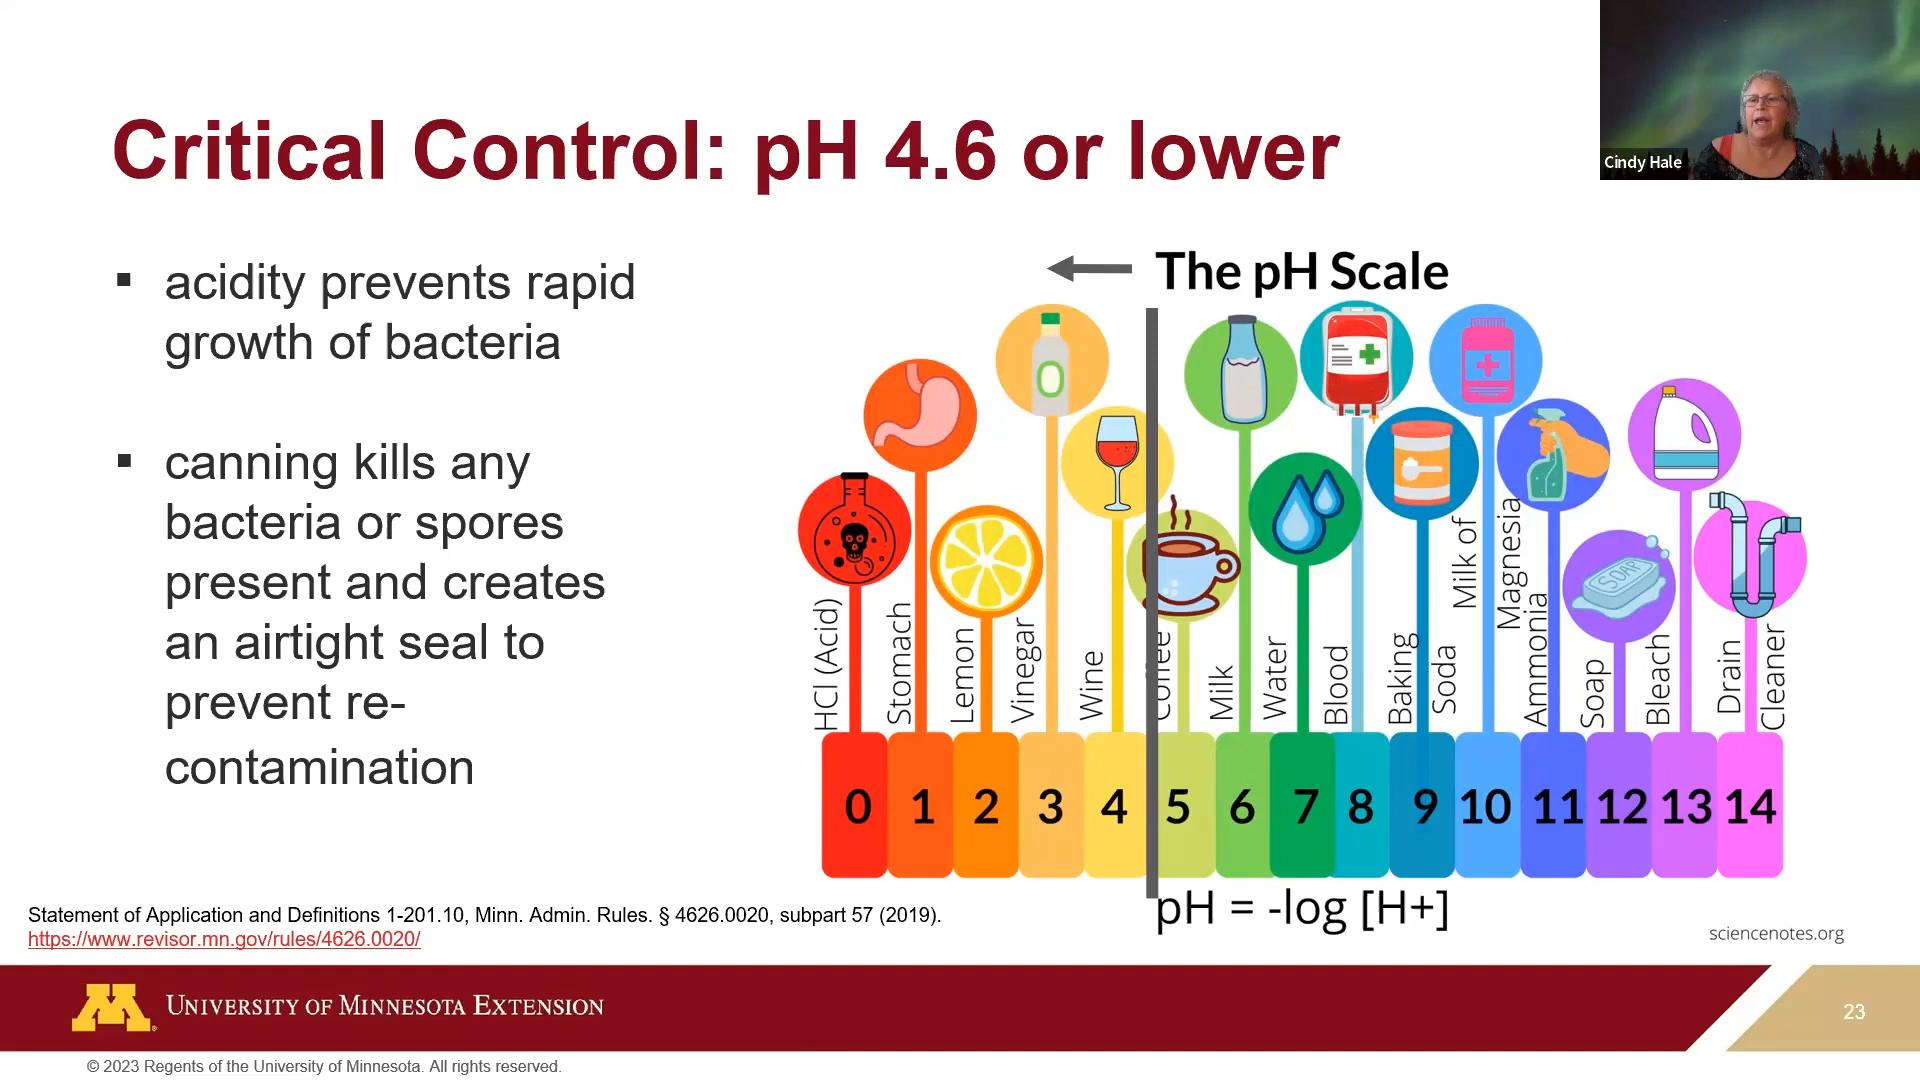 Critical Control: pH 4.6 or lower
Cindy Hale
▪ acidity prevents rapid
growth of bacteria
▪ canning kills any
bacteria or spores
present and creates
an airtight seal to
prevent re-
contamination
The pH Scale
HCl (Acid)
Stomach
Lemon
Vinegar
Wine
Coffee
Milk
Water
Blood
Baking
Soda
Milk of
Magnesia
Ammonia
Soap
Bleach
Drain
Cleaner
SOAP
0 1 2 3 4 5 6 7 8 9 10 11 12 13 14
pH = -log [H+]
sciencenotes.org
Statement of Application and Definitions 1-201.10, Minn. Admin. Rules. § 4626.0020, subpart 57 (2019).
https://www.revisor.mn.gov/rules/4626.0020/
M®
UNIVERSITY OF MINNESOTA EXTENSION
23
© 2023 Regents of the University of Minnesota. All rights reserved.